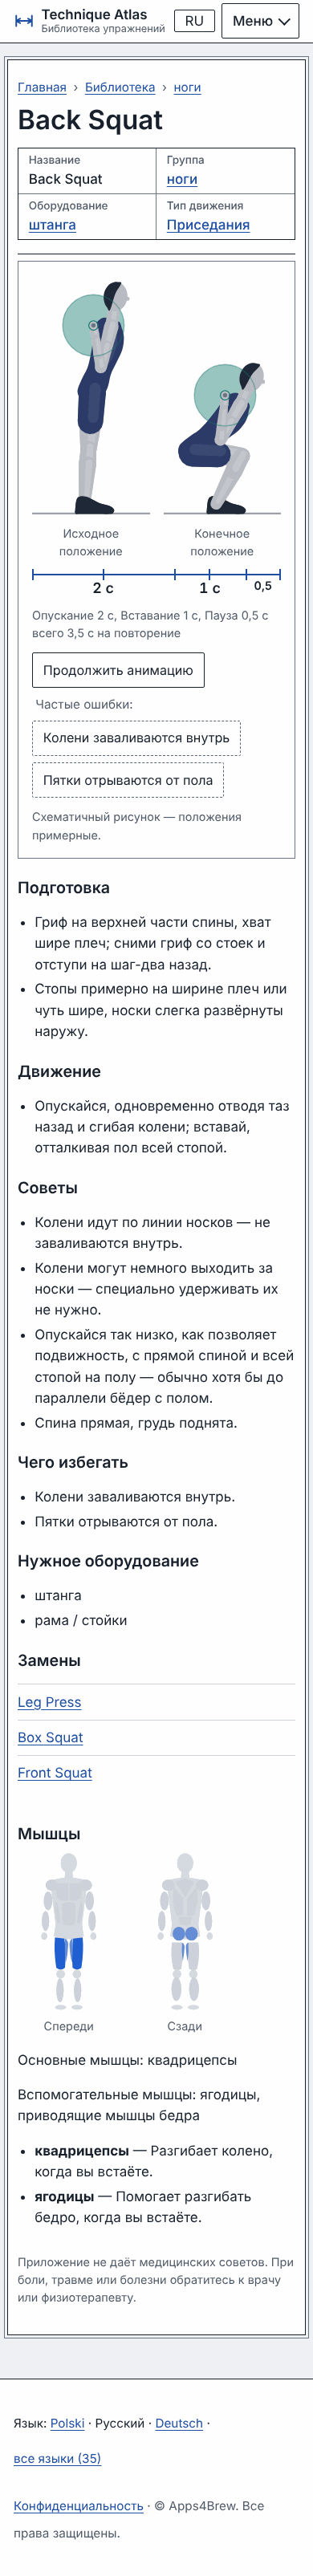 Technique Atlas
Библиотека упражнений
RU
Меню
Главная › Библиотека › ноги
Back Squat
Название
Back Squat
Группа
ноги
Оборудование
штанга
Тип движения
Приседания
Исходное
положение
Конечное
положение
2 с
1 с
0,5
Опускание 2 с, Вставание 1 с, Пауза 0,5 с
всего 3,5 с на повторение
Продолжить анимацию
Частые ошибки:
Колени заваливаются внутрь
Пятки отрываются от пола
Схематичный рисунок — положения
примерные.
Подготовка
• Гриф на верхней части спины, хват
шире плеч; сними гриф со стоек и
отступи на шаг-два назад.
• Стопы примерно на ширине плеч или
чуть шире, носки слегка развёрнуты
наружу.
Движение
• Опускайся, одновременно отводя таз
назад и сгибая колени; вставай,
отталкивая пол всей стопой.
Советы
• Колени идут по линии носков — не
заваливаются внутрь.
• Колени могут немного выходить за
носки — специально удерживать их
не нужно.
• Опускайся так низко, как позволяет
подвижность, с прямой спиной и всей
стопой на полу — обычно хотя бы до
параллели бёдер с полом.
• Спина прямая, грудь поднята.
Чего избегать
• Колени заваливаются внутрь.
• Пятки отрываются от пола.
Нужное оборудование
• штанга
• рама / стойки
Замены
Leg Press
Box Squat
Front Squat
Мышцы
Спереди
Сзади
Основные мышцы: квадрицепсы
Вспомогательные мышцы: ягодицы,
приводящие мышцы бедра
• квадрицепсы — Разгибает колено,
когда вы встаёте.
• ягодицы — Помогает разгибать
бедро, когда вы встаёте.
Приложение не даёт медицинских советов. При
боли, травме или болезни обратитесь к врачу
или физиотерапевту.
Язык: Polski · Русский · Deutsch ·
все языки (35)
Конфиденциальность · © Apps4Brew. Все
права защищены.